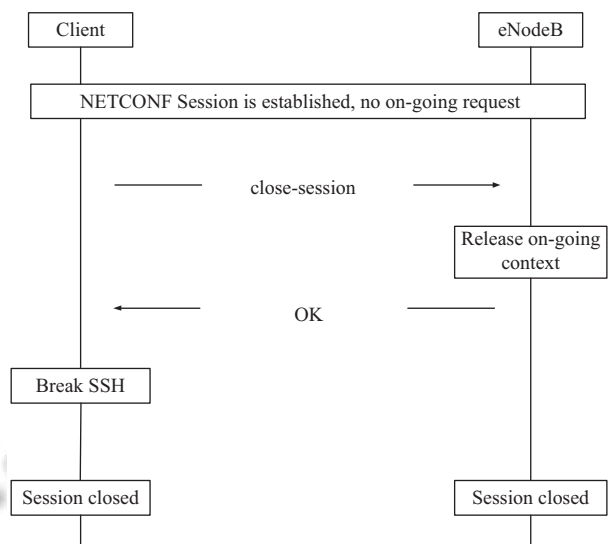 Client
eNodeB
NETCONF Session is established, no on-going request
close-session
Release on-going
context
OK
Break SSH
Session closed
Session closed